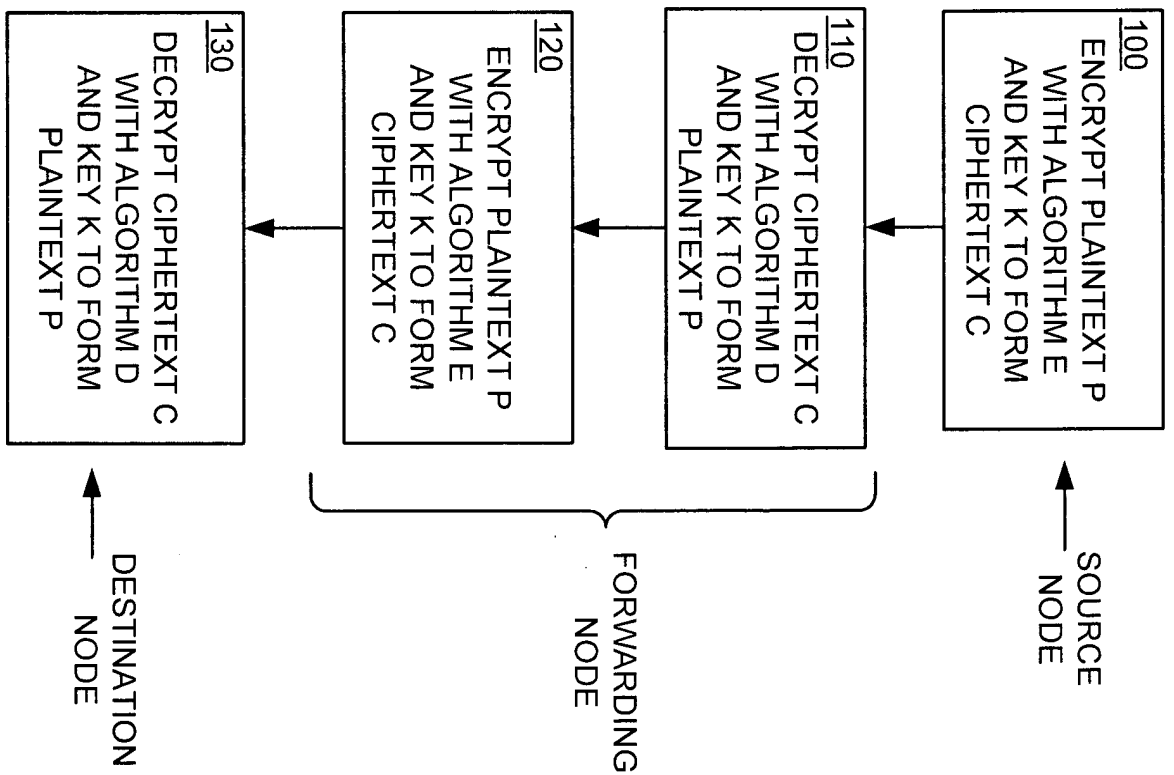 100
ENCRYPT PLAINTEXT P
WITH ALGORITHM E
AND KEY K TO FORM
CIPHERTEXT C
SOURCE
NODE
110
DECRYPT CIPHERTEXT C
WITH ALGORITHM D
AND KEY K TO FORM
PLAINTEXT P
120
ENCRYPT PLAINTEXT P
WITH ALGORITHM E
AND KEY K TO FORM
CIPHERTEXT C
FORWARDING
NODE
130
DECRYPT CIPHERTEXT C
WITH ALGORITHM D
AND KEY K TO FORM
PLAINTEXT P
DESTINATION
NODE